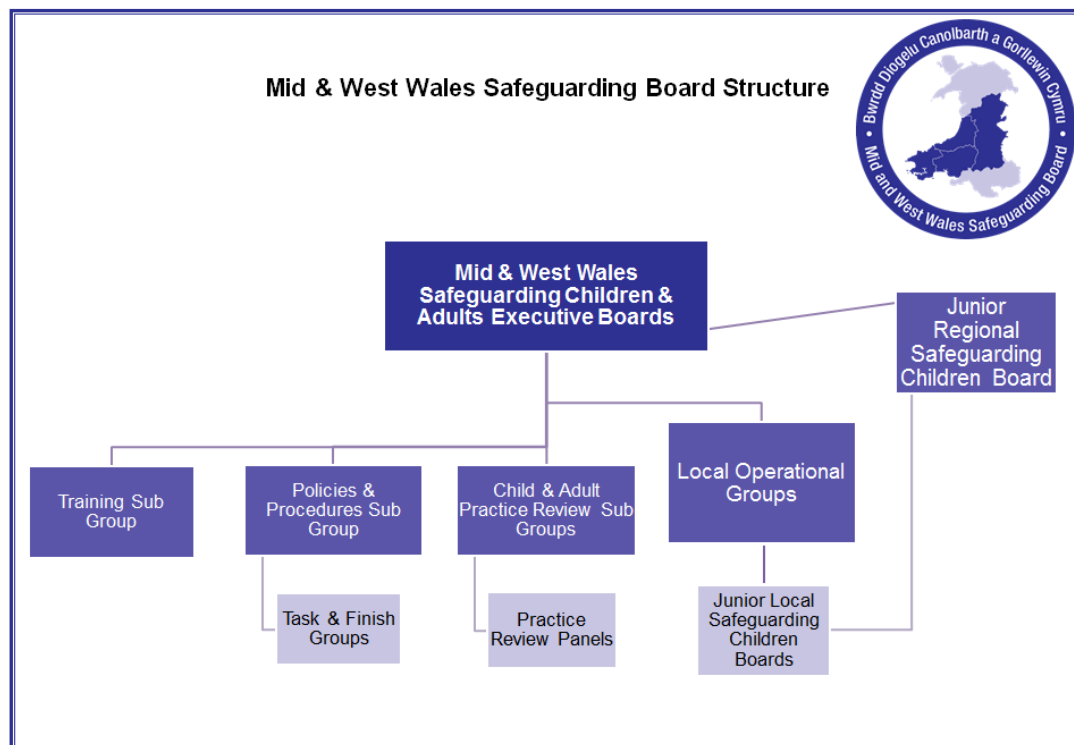 Mid & West Wales Safeguarding Board Structure
Bwrdd Diogelu Canolbarth a Gorllewin Cymru
Mid and West Wales Safeguarding Board
Mid & West Wales
Safeguarding Children &
Adults Executive Boards
Junior
Regional
Safeguarding
Children Board
Training Sub
Group
Policies &
Procedures Sub
Group
Child & Adult
Practice Review Sub
Groups
Local Operational
Groups
Task & Finish
Groups
Practice
Review Panels
Junior Local
Safeguarding
Children
Boards